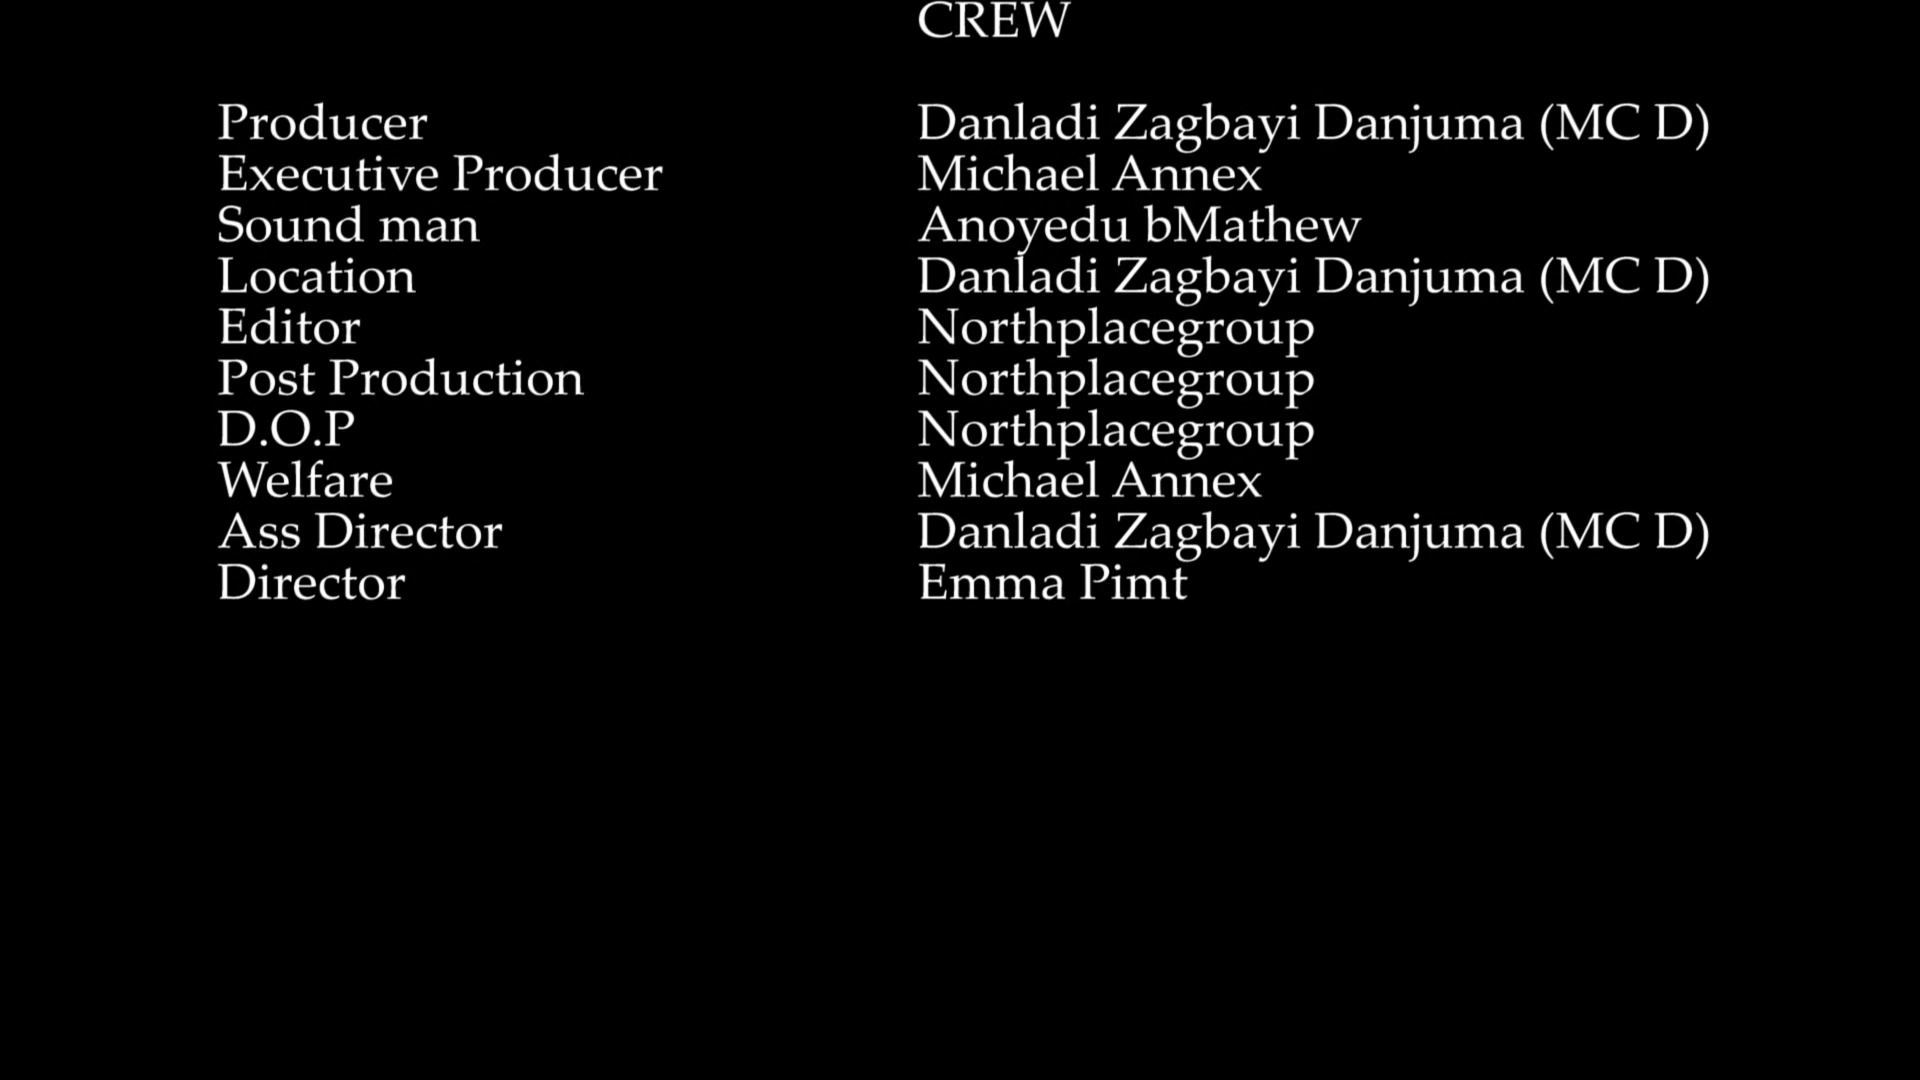 CREW
Producer Danladi Zagbayi Danjuma (MC D)
Executive Producer Michael Annex
Sound man Anoyedu bMathew
Location Danladi Zagbayi Danjuma (MC D)
Editor Northplacegroup
Post Production Northplacegroup
D.O.P Northplacegroup
Welfare Michael Annex
Ass Director Danladi Zagbayi Danjuma (MC D)
Director Emma Pimt